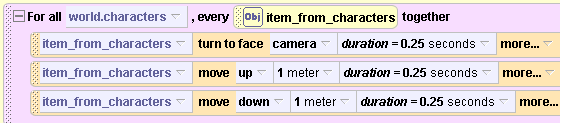 For all world.characters , every Obj item_from_characters together
item_from_characters turn to face camera duration = 0.25 seconds more...
item_from_characters move up 1 meter duration = 0.25 seconds more...
item_from_characters move down 1 meter duration = 0.25 seconds more...